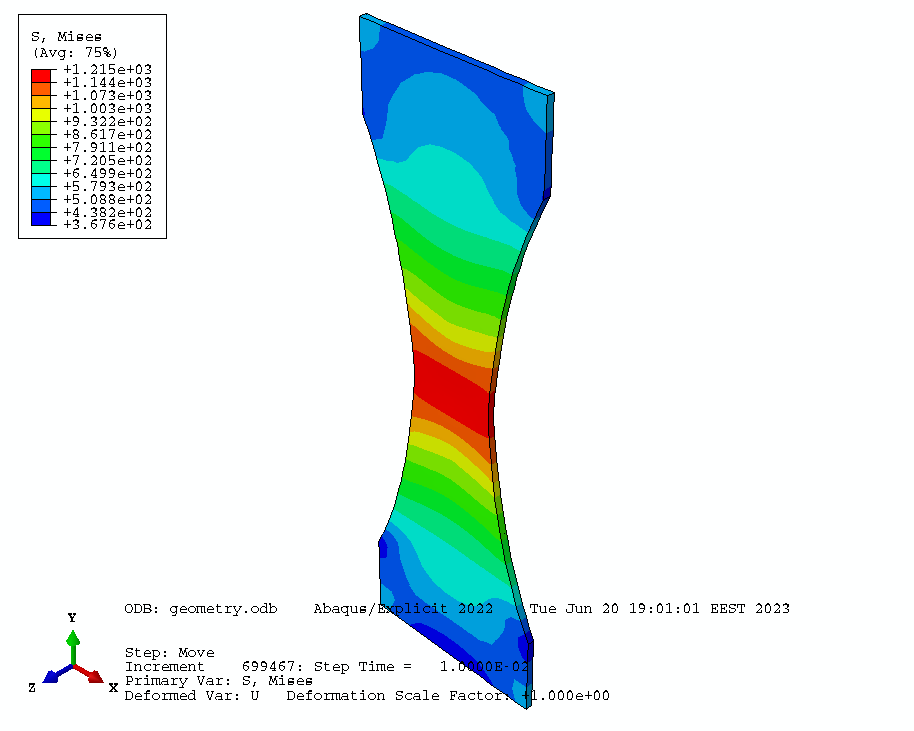 S, Mises
(Avg: 75%)
+1.215e+03
+1.144e+03
+1.073e+03
+1.003e+03
+9.322e+02
+8.617e+02
+7.911e+02
+7.205e+02
+6.499e+02
+5.793e+02
+5.088e+02
+4.382e+02
+3.676e+02
ODB: geometry.odb    Abaqus/Explicit 2022    Tue Jun 20 19:01:01 EEST 2023
Y
Z
X
Step: Move
Increment    699467: Step Time =    1.0000E-02
Primary Var: S, Mises
Deformed Var: U   Deformation Scale Factor: +1.000e+00